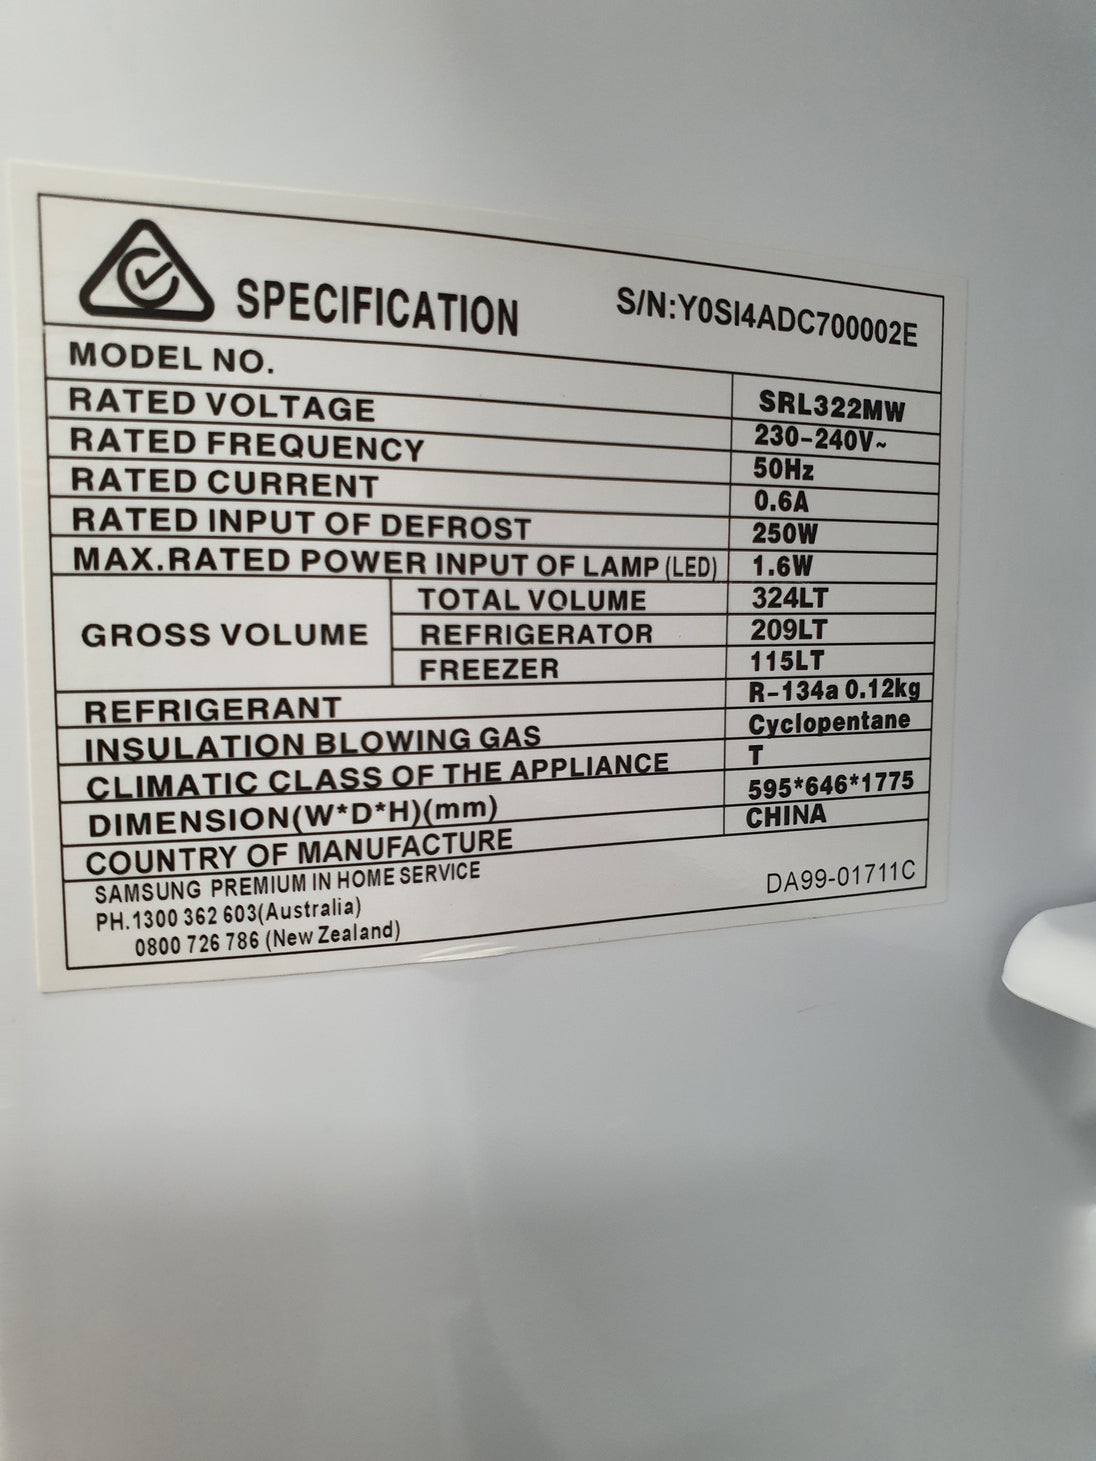 SPECIFICATION S/N:Y0SI4ADC700002E
MODEL NO. SRL322MW
RATED VOLTAGE 230-240V~
RATED FREQUENCY 50Hz
RATED CURRENT 0.6A
RATED INPUT OF DEFROST 250W
MAX.RATED POWER INPUT OF LAMP (LED) 1.6W
GROSS VOLUME
TOTAL VOLUME 324LT
REFRIGERATOR 209LT
FREEZER 115LT
REFRIGERANT R-134a 0.12kg
INSULATION BLOWING GAS Cyclopentane
CLIMATIC CLASS OF THE APPLIANCE T
DIMENSION(W*D*H)(mm) 595*646*1775
COUNTRY OF MANUFACTURE CHINA
SAMSUNG PREMIUM IN HOME SERVICE
PH.1300 362 603(Australia)
0800 726 786 (New Zealand)
DA99-01711C